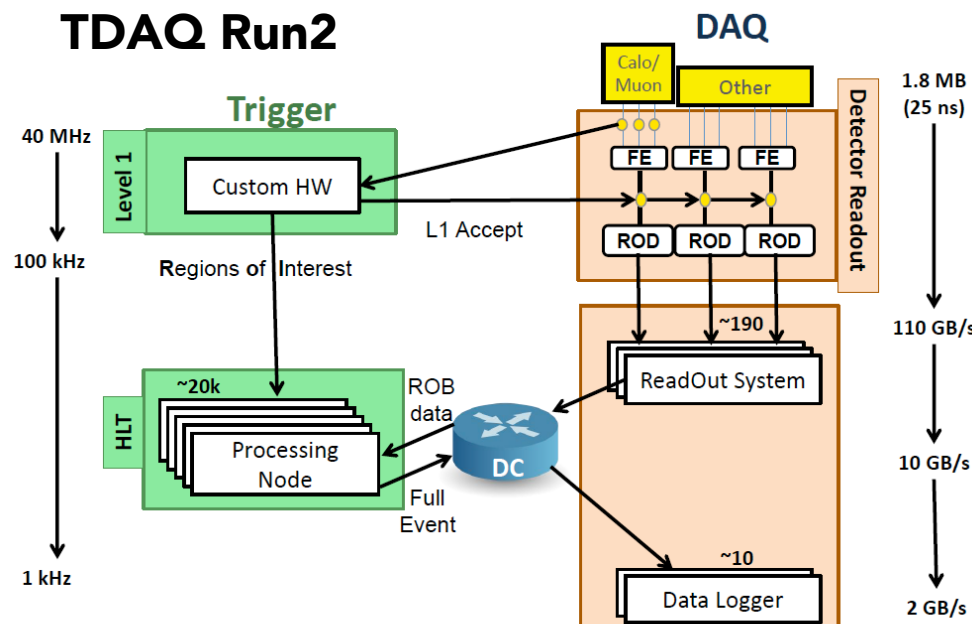 TDAQ Run2
DAQ
Trigger
Calo/
Muon
Other
1.8 MB
(25 ns)
40 MHz
Level 1
Custom HW
FE
FE
FE
L1 Accept
ROD
ROD
ROD
Detector Readout
100 kHz
Regions of Interest
~190
110 GB/s
ReadOut System
HLT
~20k
Processing
Node
ROB
data
DC
Full
Event
10 GB/s
~10
Data Logger
1 kHz
2 GB/s